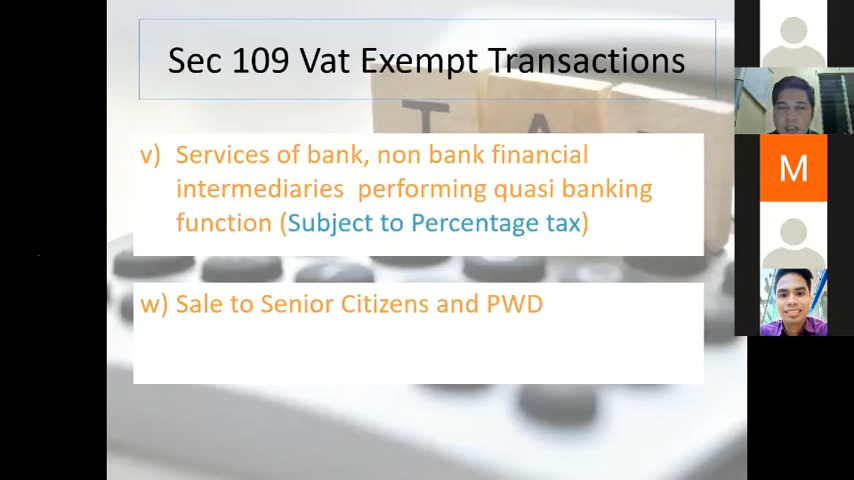 Sec 109 Vat Exempt Transactions
TA
v) Services of bank, non bank financial
intermediaries performing quasi banking
function (Subject to Percentage tax)
w) Sale to Senior Citizens and PWD
M